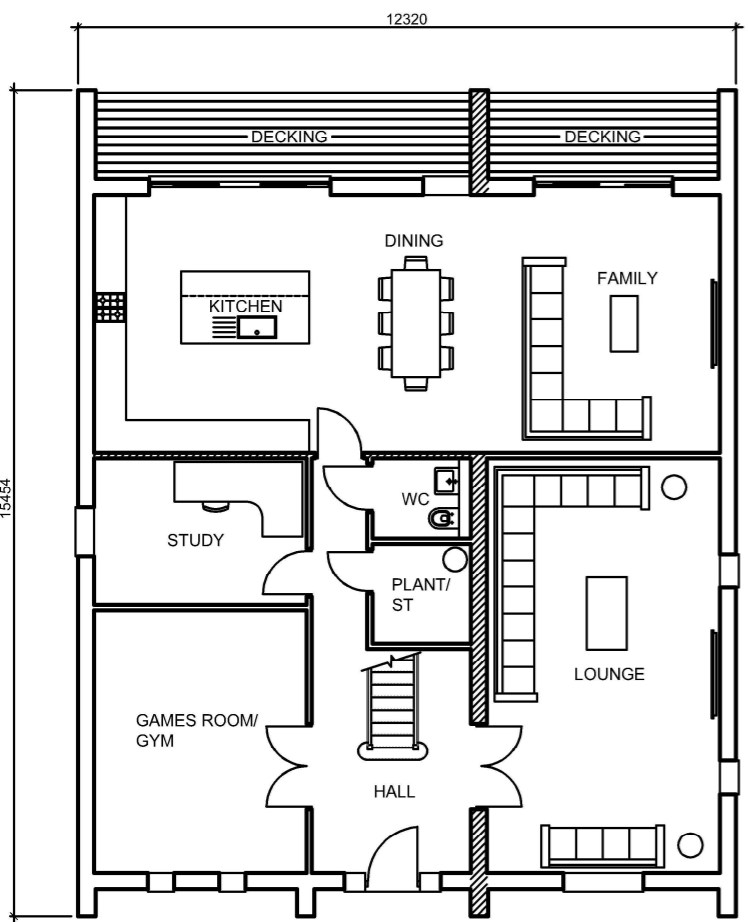 12320
DECKING
DECKING
DINING
FAMILY
KITCHEN
15454
WC
STUDY
PLANT/
ST
LOUNGE
GAMES ROOM/
GYM
HALL